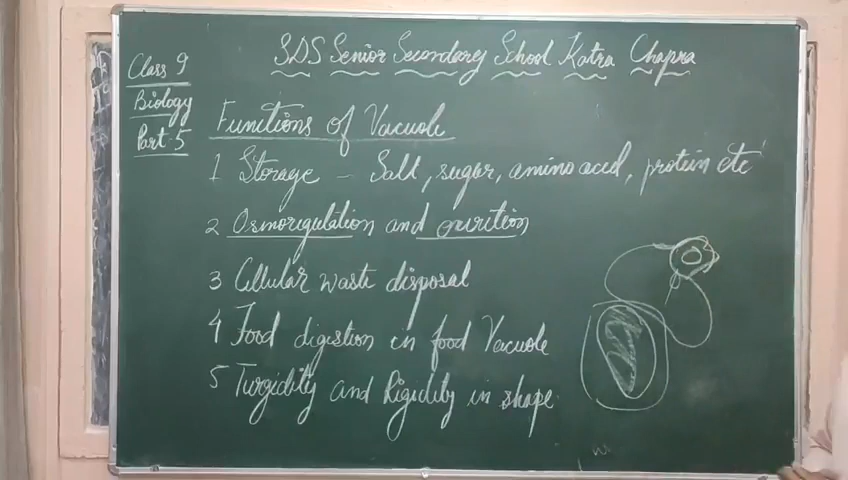 SDS Senior Secondary School Katra Chapra
Class 9
Biology
Part-5
Functions of Vacuole
1 Storage - Salt, sugar, amino acid, protein etc
2 Osmoregulation and excretion
3 Cellular waste disposal
4 Food digestion in food Vacuole
5 Turgidity and Rigidity in shape